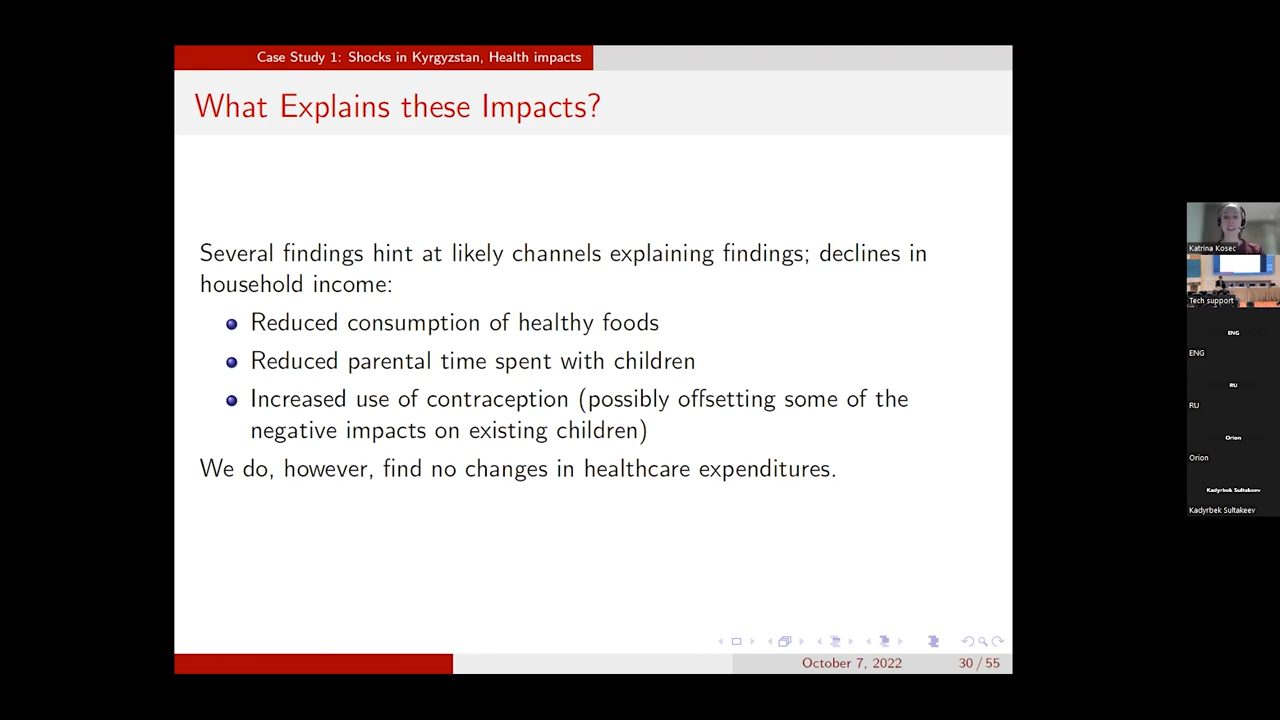 Case Study 1: Shocks in Kyrgyzstan, Health impacts
What Explains these Impacts?
Several findings hint at likely channels explaining findings; declines in
household income:
Reduced consumption of healthy foods
Reduced parental time spent with children
Increased use of contraception (possibly offsetting some of the
negative impacts on existing children)
We do, however, find no changes in healthcare expenditures.
October 7, 2022 30 / 55
Katrina Kosec
Tech support
ENG
ENG
RU
RU
Orion
Orion
Kadyrbek Sultakeev
Kadyrbek Sultakeev